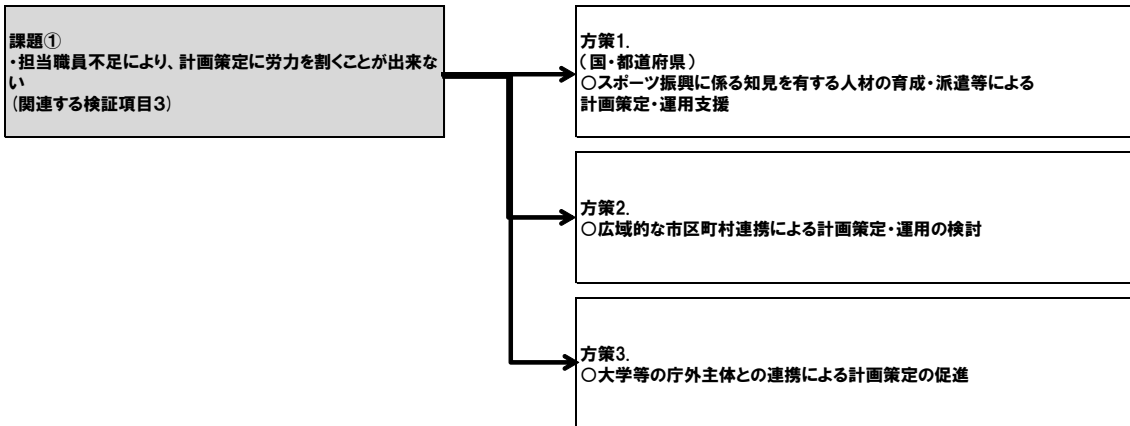 課題①
・担当職員不足により、計画策定に労力を割くことが出来な
い
(関連する検証項目3)
方策1.
(国・都道府県)
○スポーツ振興に係る知見を有する人材の育成・派遣等による
計画策定・運用支援
方策2.
○広域的な市区町村連携による計画策定・運用の検討
方策3.
○大学等の庁外主体との連携による計画策定の促進